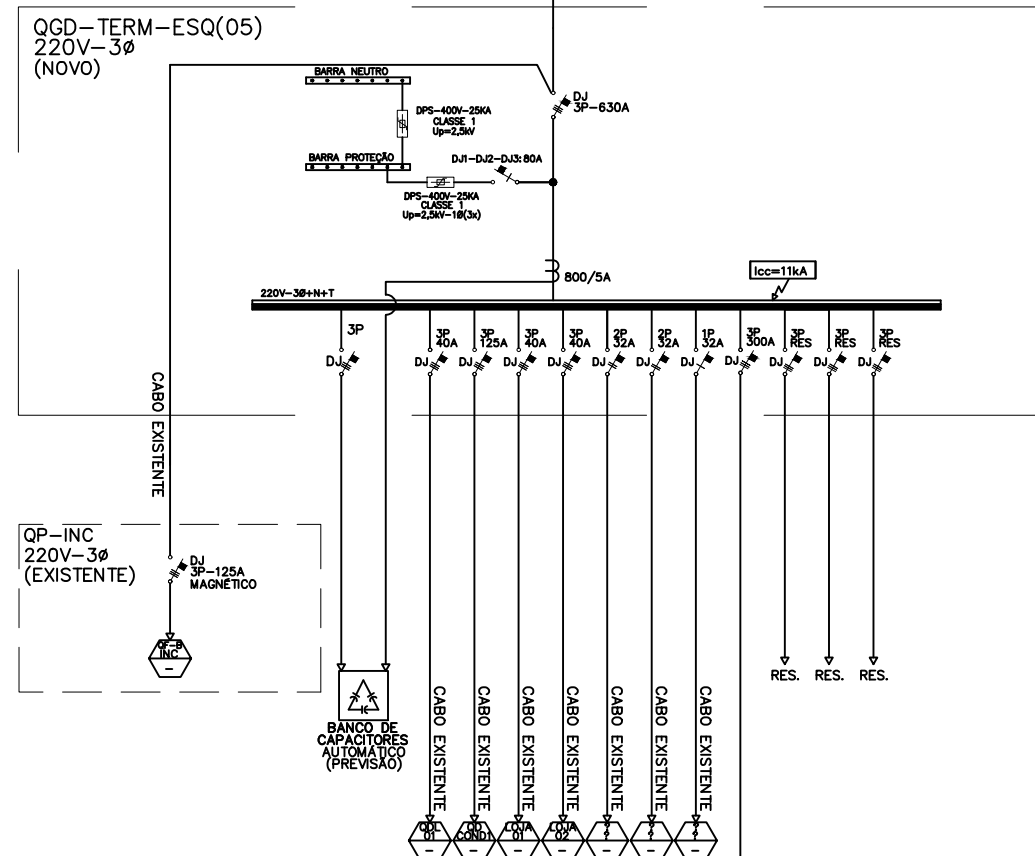 QGD-TERM-ESQ(05)
220V-3Ø
(NOVO)
BARRA NEUTRO
DPS-400V-25KA
CLASSE 1
Up=2,5kV
DJ
3P-630A
BARRA PROTEÇÃO
DJ1-DJ2-DJ3:80A
DPS-400V-25KA
CLASSE 1
Up=2,5kV-1Ø(3x)
800/5A
Icc=11kA
220V-3Ø+N+T
3P
DJ
3P
40A
DJ
3P
125A
DJ
3P
40A
DJ
3P
40A
DJ
2P
32A
DJ
2P
32A
DJ
1P
32A
DJ
3P
300A
DJ
3P
RES
DJ
3P
RES
DJ
3P
RES
DJ
CABO EXISTENTE
QP-INC
220V-3Ø
(EXISTENTE)
DJ
3P-125A
MAGNÉTICO
QF-B
INC
-
BANCO DE
CAPACITORES
AUTOMÁTICO
(PREVISÃO)
RES.
RES.
RES.
CABO EXISTENTE
CABO EXISTENTE
CABO EXISTENTE
CABO EXISTENTE
CABO EXISTENTE
CABO EXISTENTE
CABO EXISTENTE
QDL
01
-
QD
COND1
-
LOJA
01
-
LOJA
02
-
-
-
-